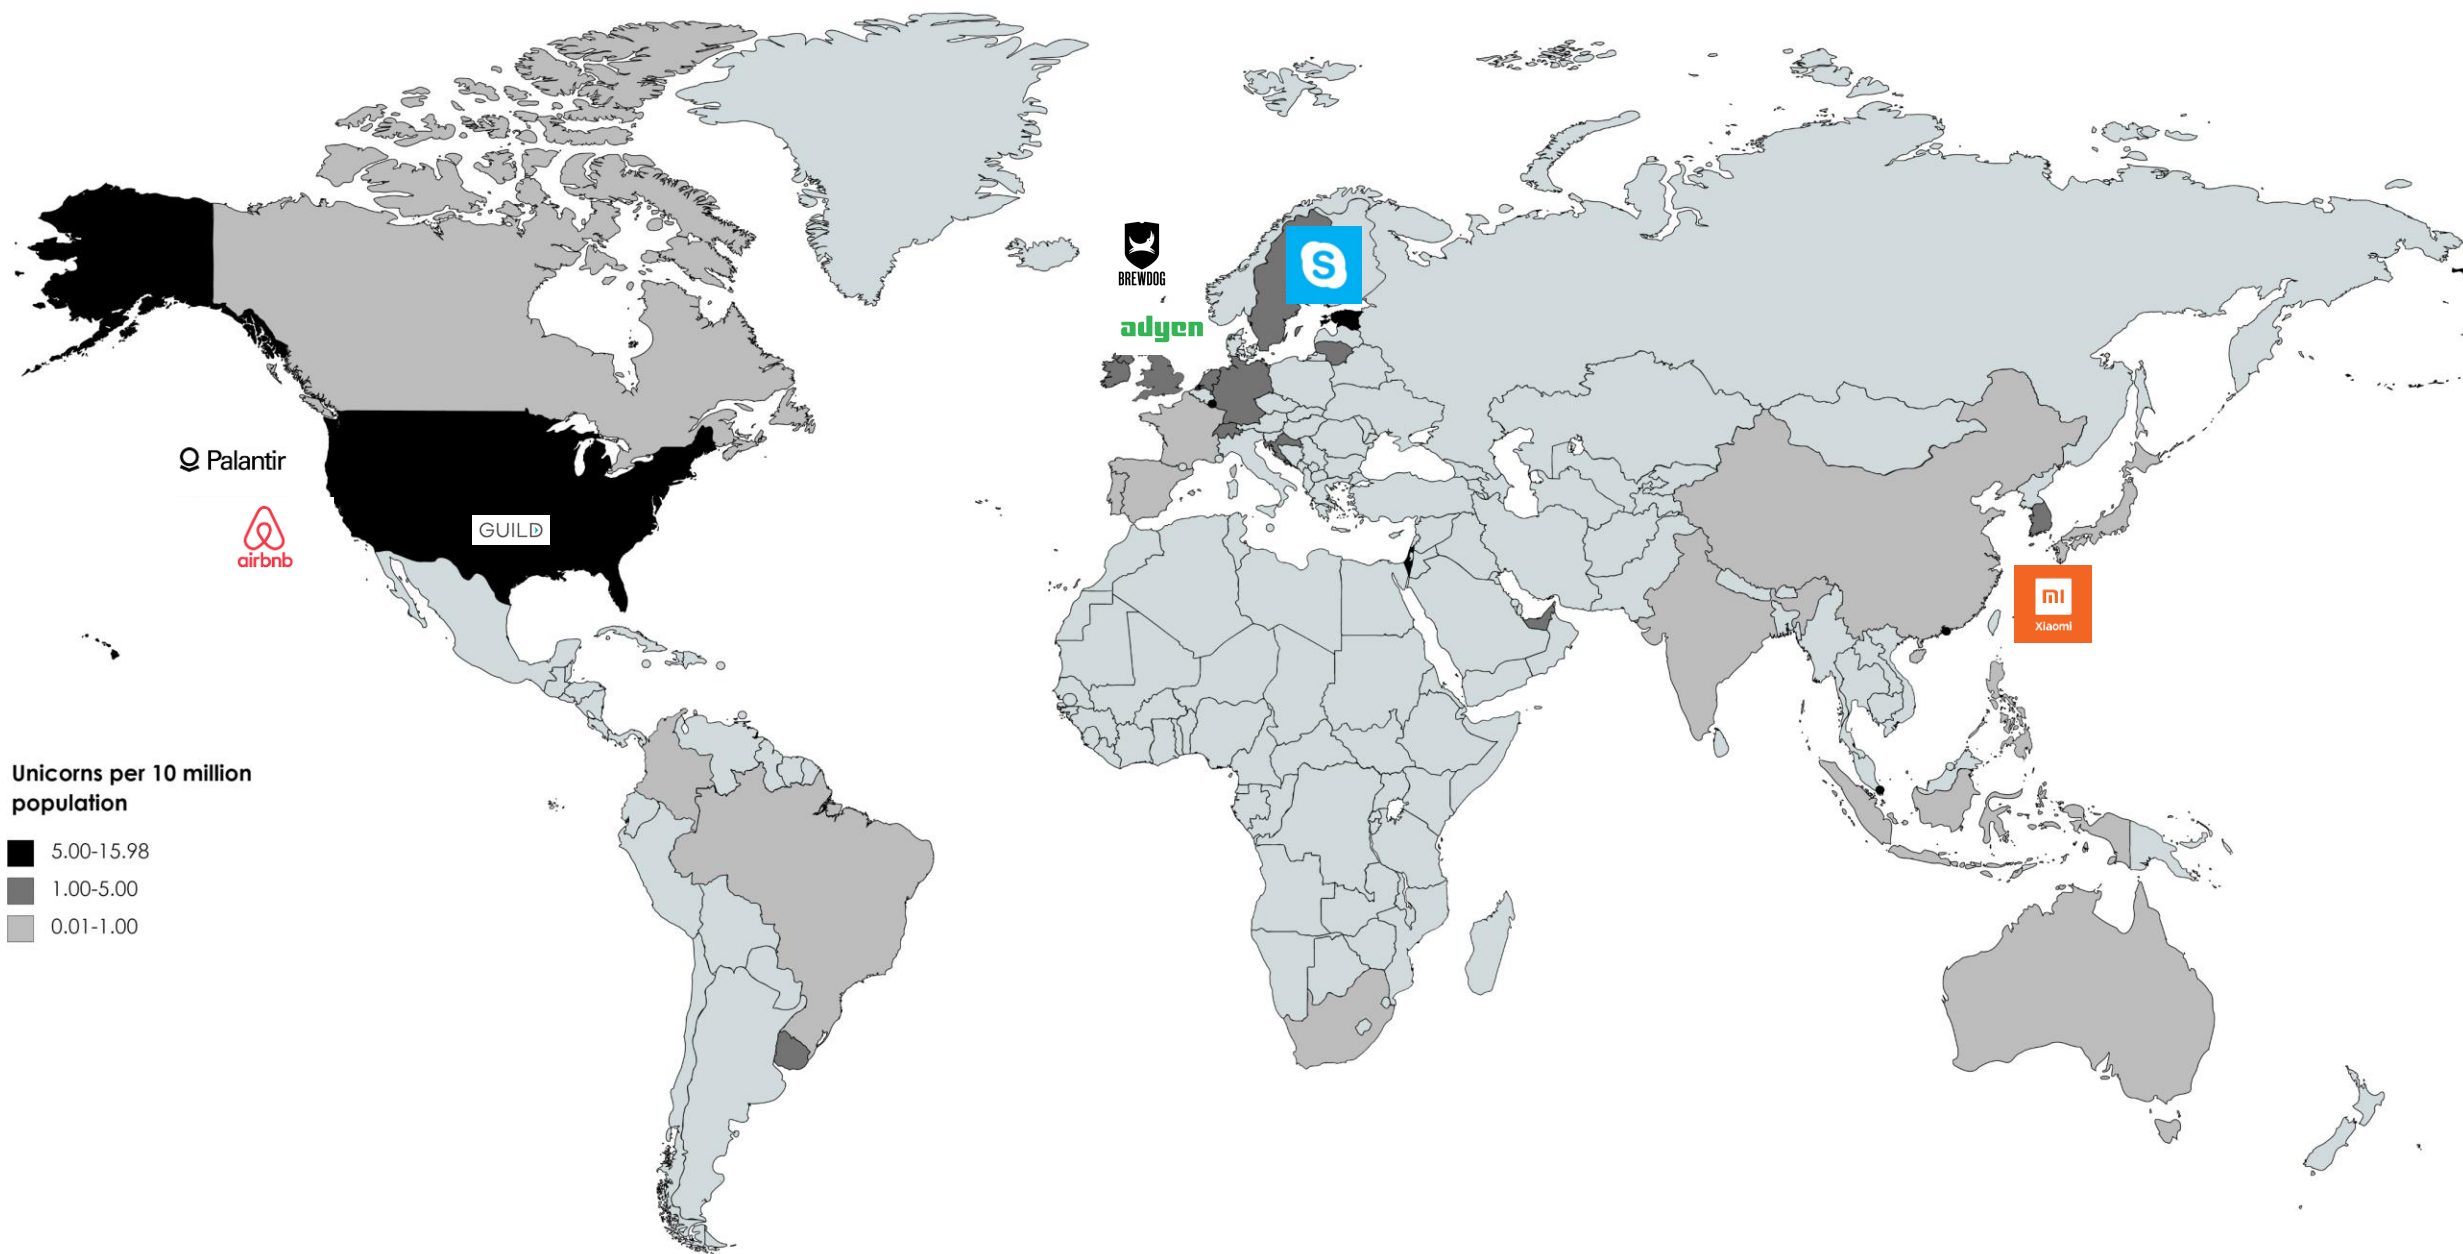 BREWDOG
S
adyen
Palantir
GUILD
airbnb
mi
Xiaomi
Unicorns per 10 million
population
5.00-15.98
1.00-5.00
0.01-1.00